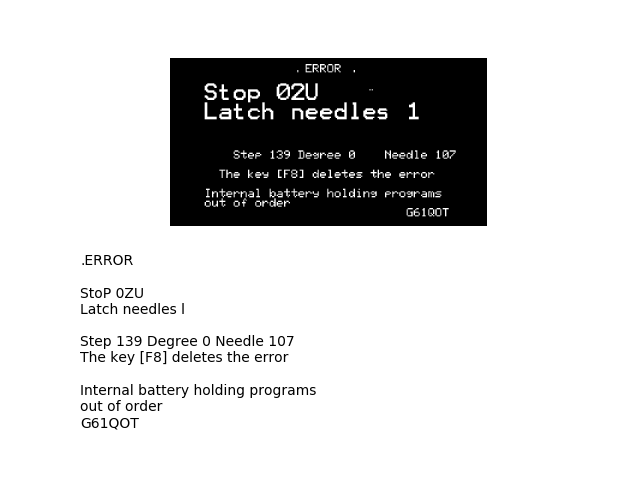 . ERROR .
Stop 02U
Latch needles 1
Step 139 Degree 0 Needle 107
The key [F8] deletes the error
Internal battery holding programs
out of order
G61QOT
.ERROR
StoP 0ZU
Latch needles l
Step 139 Degree 0 Needle 107
The key [F8] deletes the error
Internal battery holding programs
out of order
G61QOT